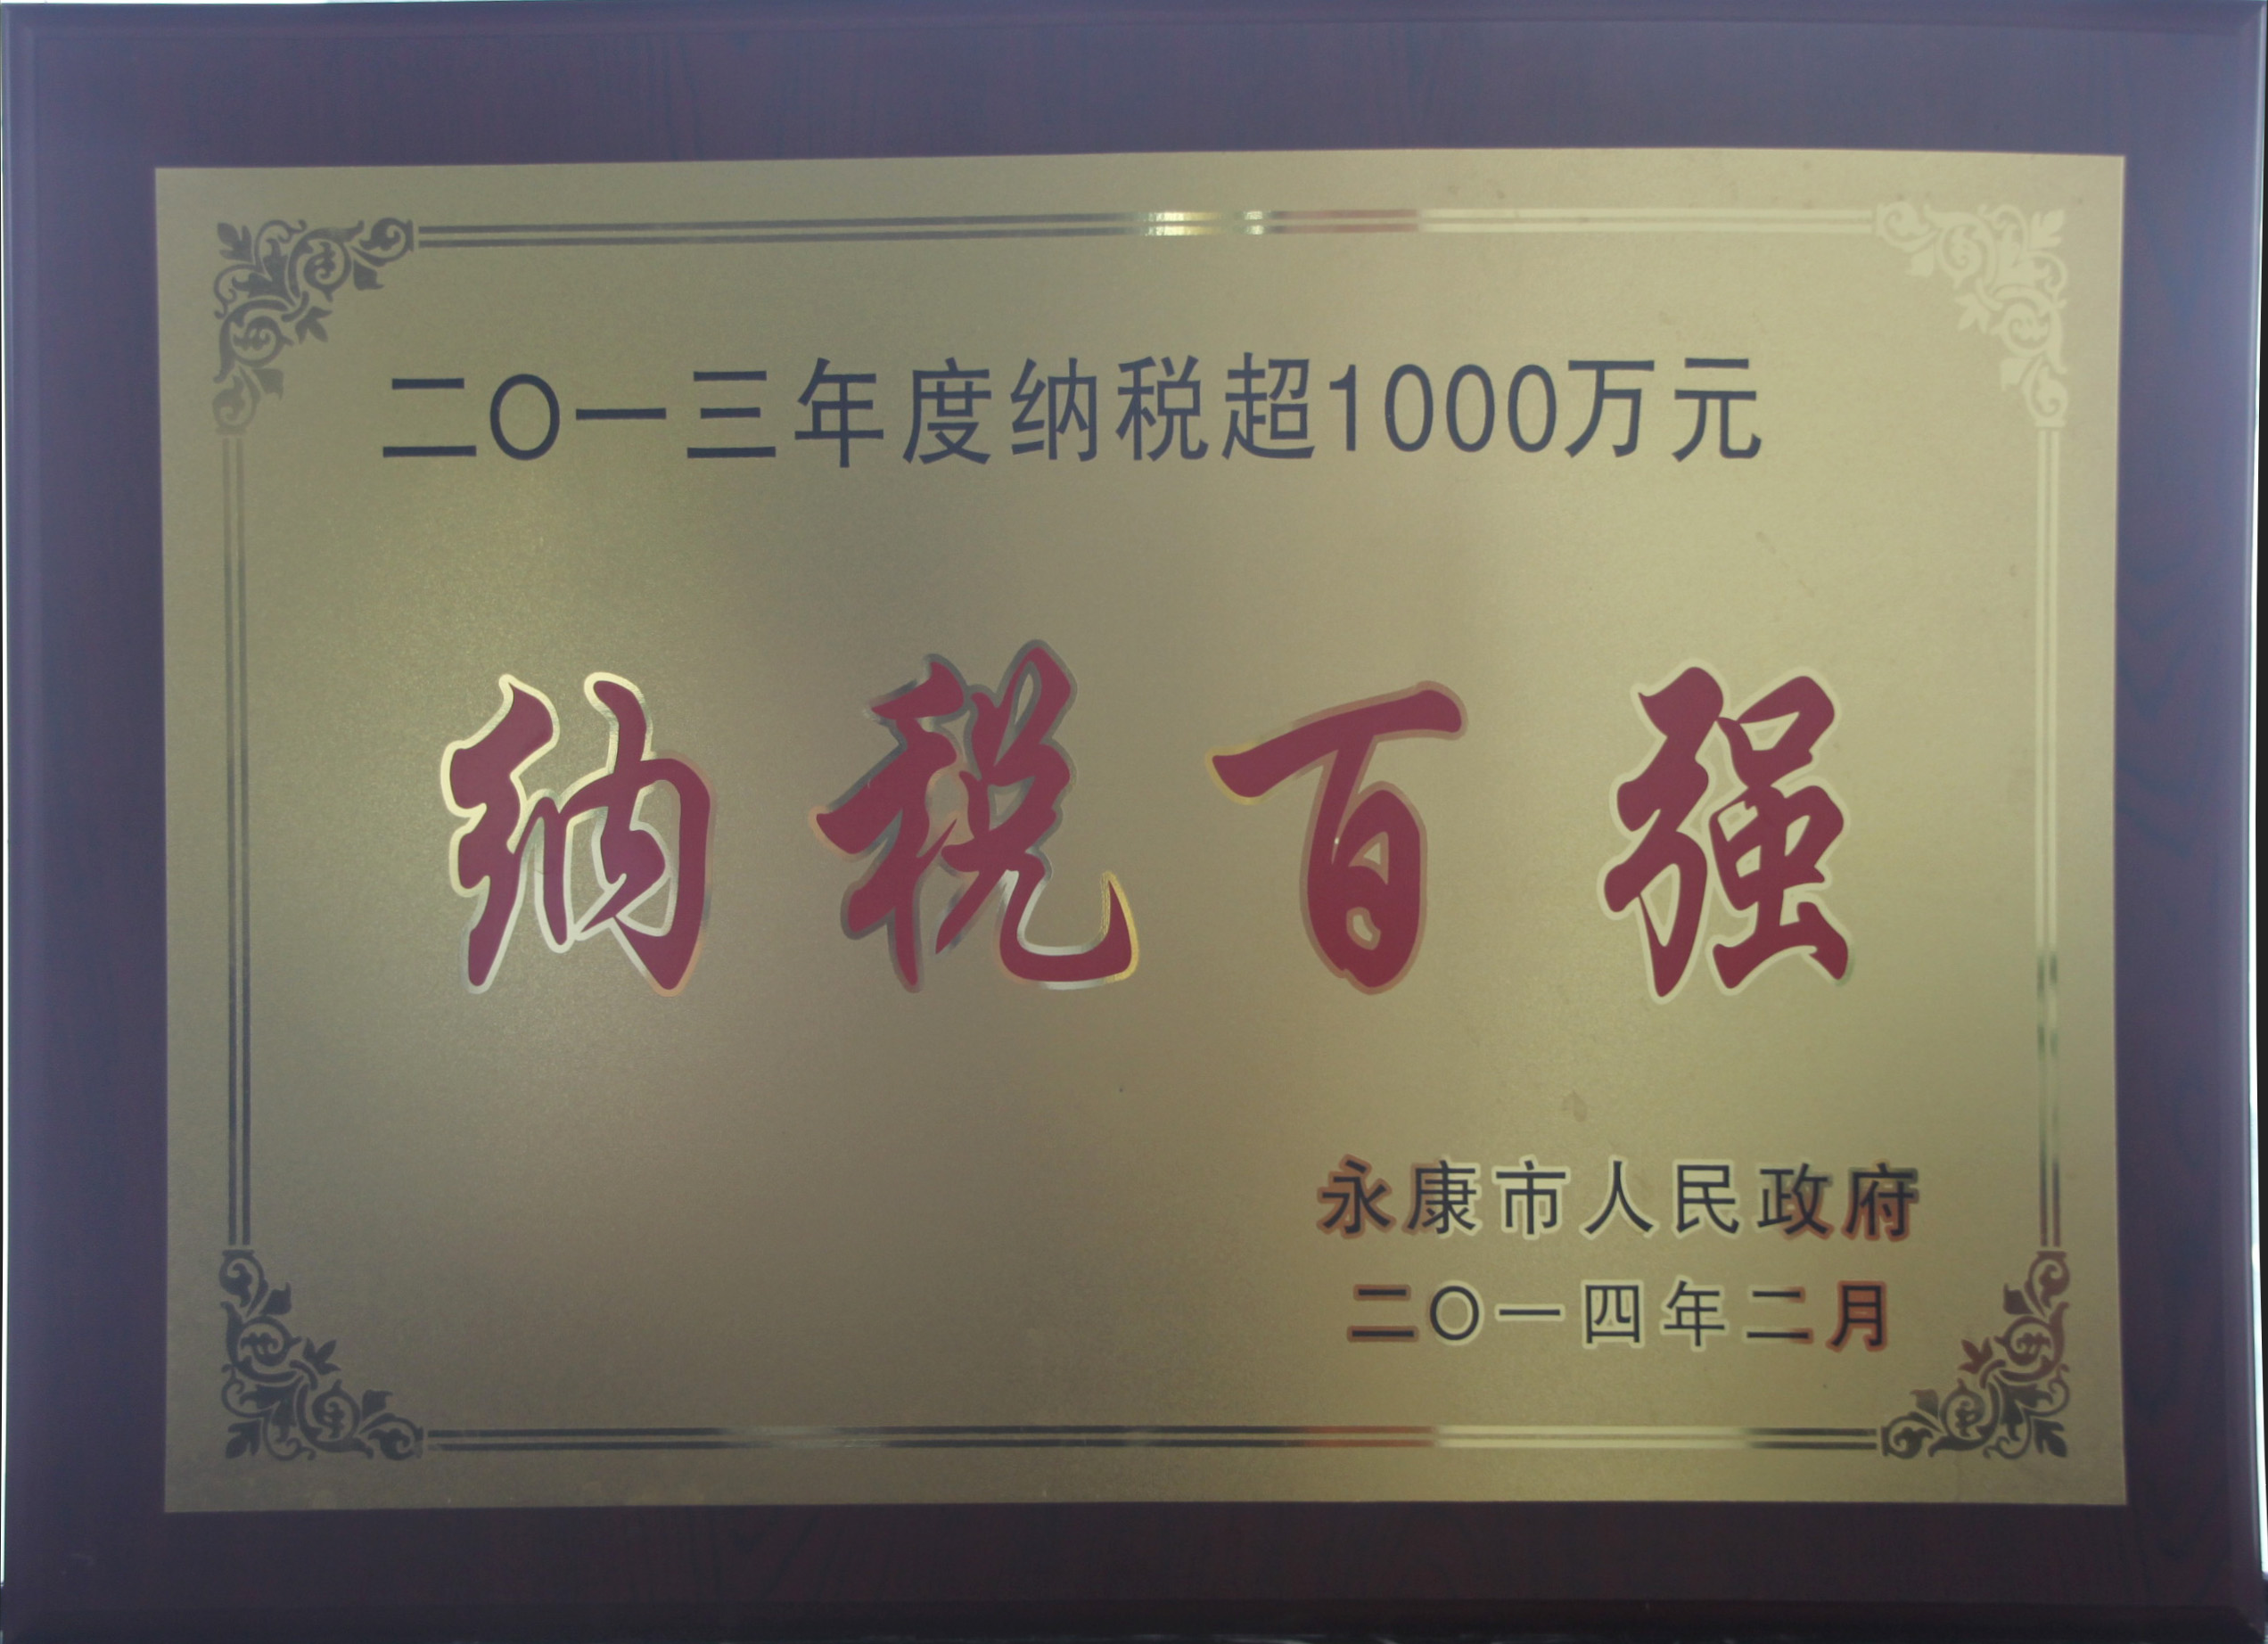 二〇一三年度纳税超1000万元
纳税百强
永康市人民政府
二〇一四年二月